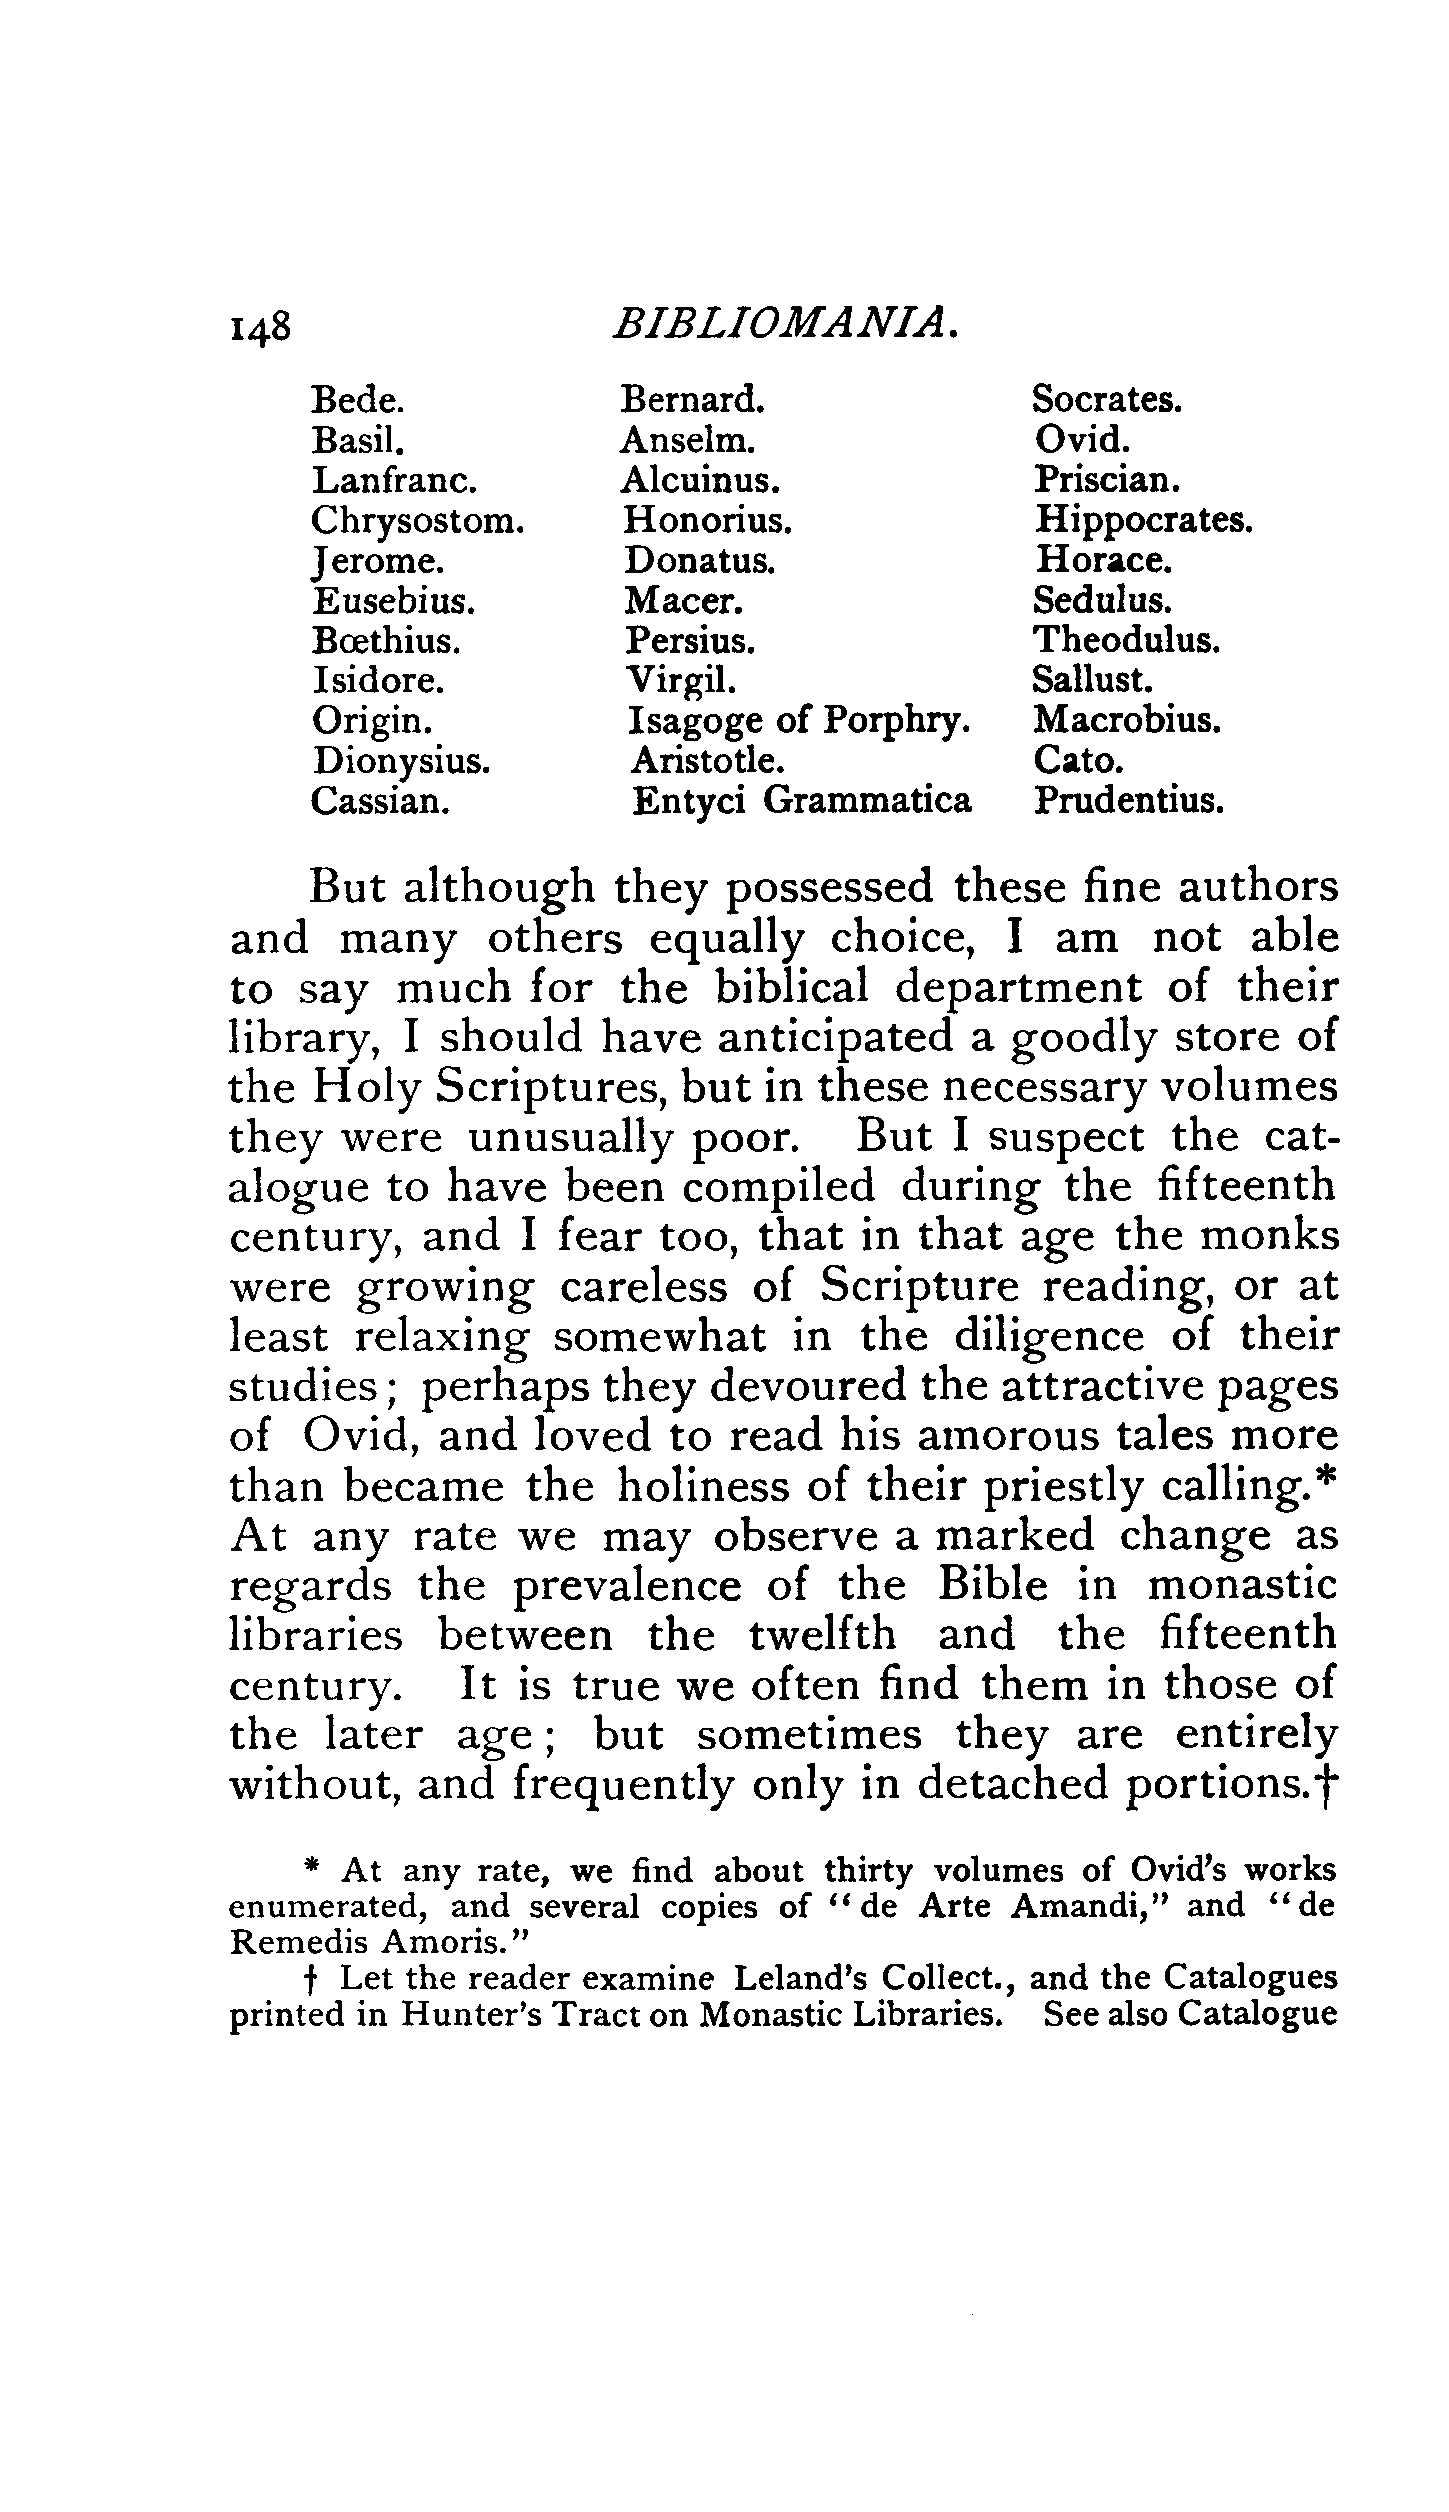 148 BIBLIOMANIA.
Bede. Bernard. Socrates.
Basil. Anselm. Ovid.
Lanfranc. Alcuinus. Priscian.
Chrysostom. Honorius. Hippocrates.
Jerome. Donatus. Horace.
Eusebius. Macer. Sedulus.
Bœthius. Persius. Theodulus.
Isidore. Virgil. Sallust.
Origin. Isagoge of Porphry. Macrobius.
Dionysius. Aristotle. Cato.
Cassian. Entyci Grammatica Prudentius.
But although they possessed these fine authors
and many others equally choice, I am not able
to say much for the biblical department of their
library, I should have anticipated a goodly store of
the Holy Scriptures, but in these necessary volumes
they were unusually poor. But I suspect the cat-
alogue to have been compiled during the fifteenth
century, and I fear too, that in that age the monks
were growing careless of Scripture reading, or at
least relaxing somewhat in the diligence of their
studies; perhaps they devoured the attractive pages
of Ovid, and loved to read his amorous tales more
than became the holiness of their priestly calling.*
At any rate we may observe a marked change as
regards the prevalence of the Bible in monastic
libraries between the twelfth and the fifteenth
century. It is true we often find them in those of
the later age; but sometimes they are entirely
without, and frequently only in detached portions.†
* At any rate, we find about thirty volumes of Ovid's works
enumerated, and several copies of "de Arte Amandi," and "de
Remedis Amoris."
† Let the reader examine Leland's Collect., and the Catalogues
printed in Hunter's Tract on Monastic Libraries. See also Catalogue